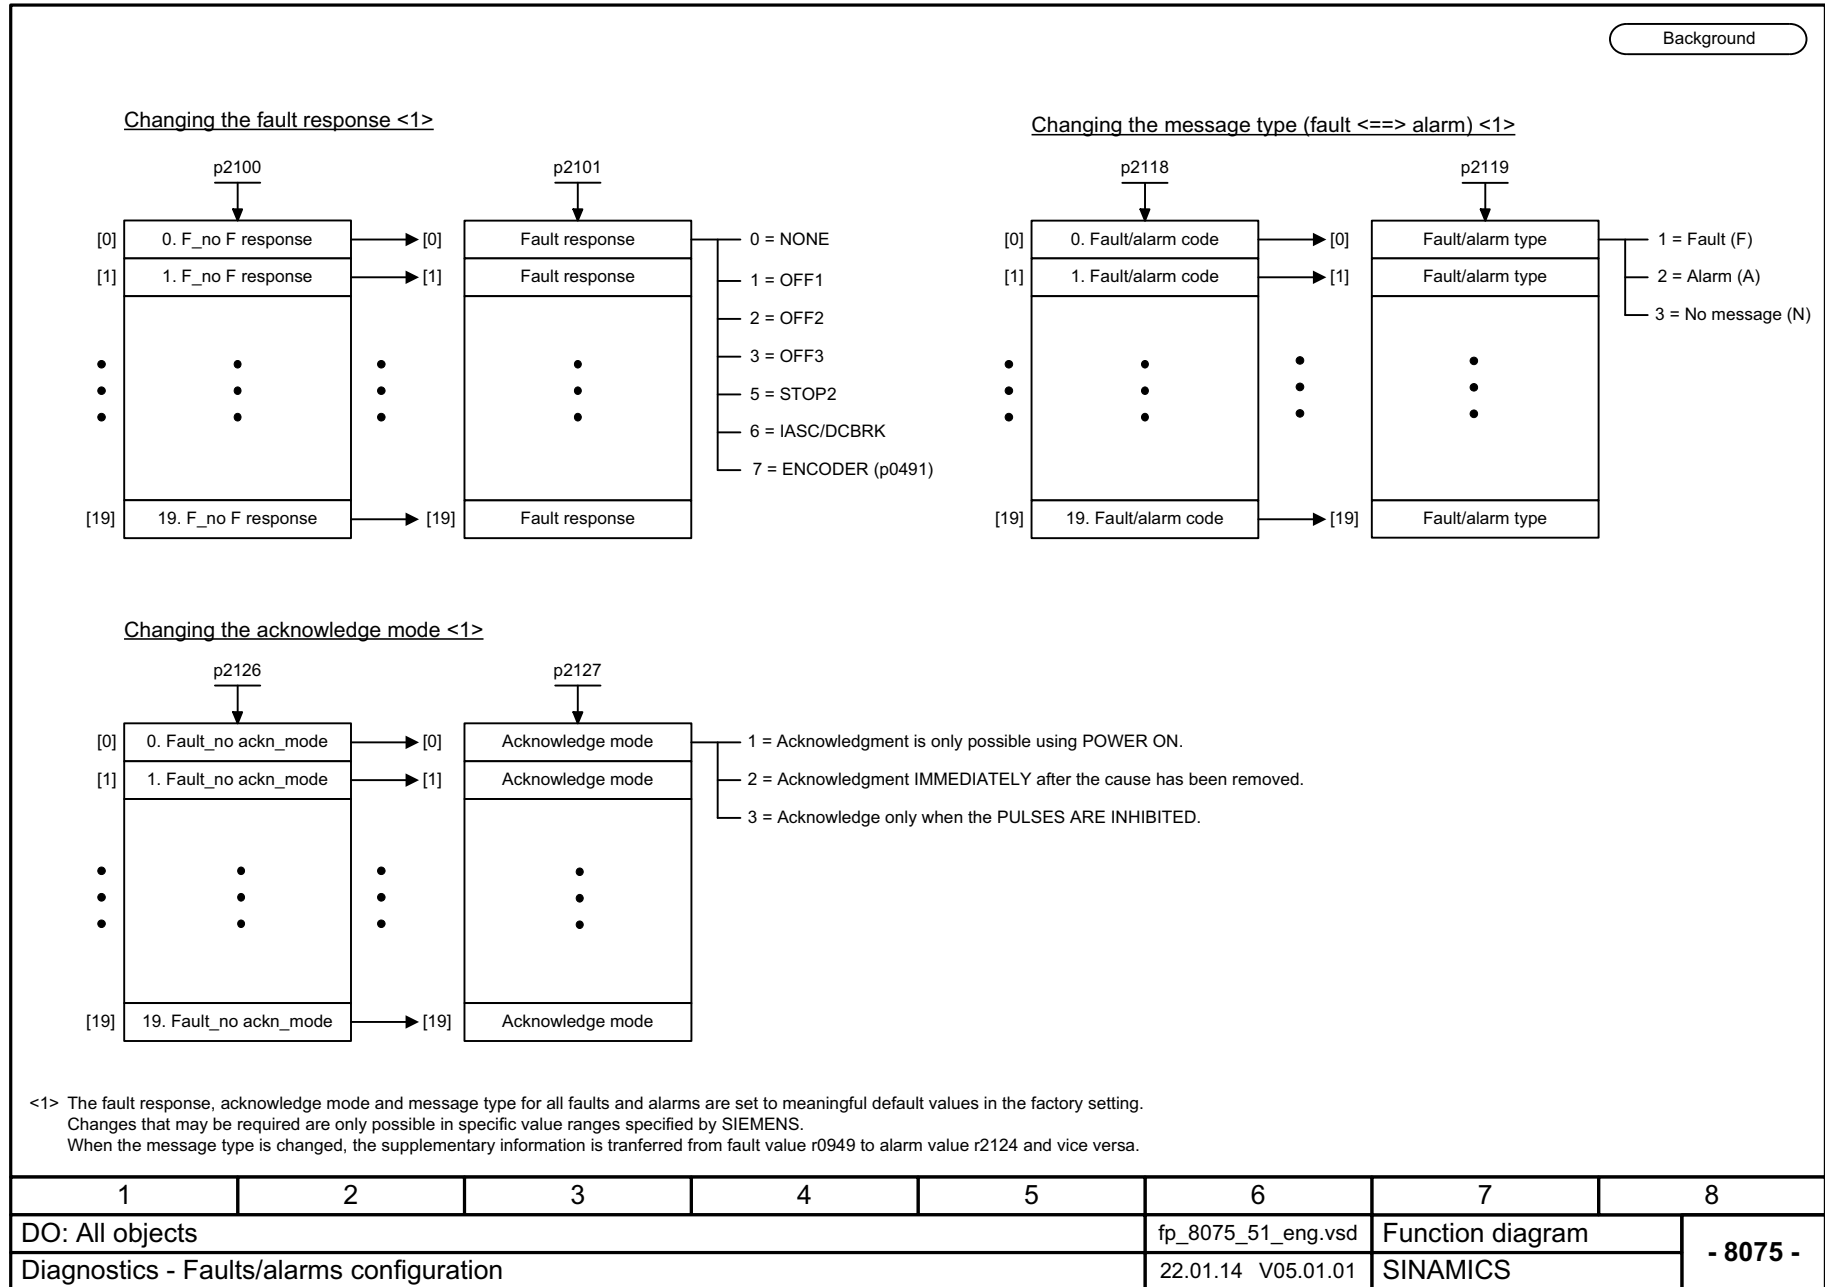 Background
Changing the fault response <1>
p2100
p2101
[0] 0. F_no F response [0] Fault response 0 = NONE
[1] 1. F_no F response [1] Fault response 1 = OFF1
2 = OFF2
3 = OFF3
5 = STOP2
6 = IASC/DCBRK
7 = ENCODER (p0491)
[19] 19. F_no F response [19] Fault response
Changing the message type (fault <==> alarm) <1>
p2118
p2119
[0] 0. Fault/alarm code [0] Fault/alarm type 1 = Fault (F)
[1] 1. Fault/alarm code [1] Fault/alarm type 2 = Alarm (A)
3 = No message (N)
[19] 19. Fault/alarm code [19] Fault/alarm type
Changing the acknowledge mode <1>
p2126
p2127
[0] 0. Fault_no ackn_mode [0] Acknowledge mode 1 = Acknowledgment is only possible using POWER ON.
[1] 1. Fault_no ackn_mode [1] Acknowledge mode 2 = Acknowledgment IMMEDIATELY after the cause has been removed.
3 = Acknowledge only when the PULSES ARE INHIBITED.
[19] 19. Fault_no ackn_mode [19] Acknowledge mode
<1> The fault response, acknowledge mode and message type for all faults and alarms are set to meaningful default values in the factory setting.
Changes that may be required are only possible in specific value ranges specified by SIEMENS.
When the message type is changed, the supplementary information is tranferred from fault value r0949 to alarm value r2124 and vice versa.
1 2 3 4 5 6 7 8
DO: All objects fp_8075_51_eng.vsd Function diagram
- 8075 -
Diagnostics - Faults/alarms configuration 22.01.14 V05.01.01 SINAMICS